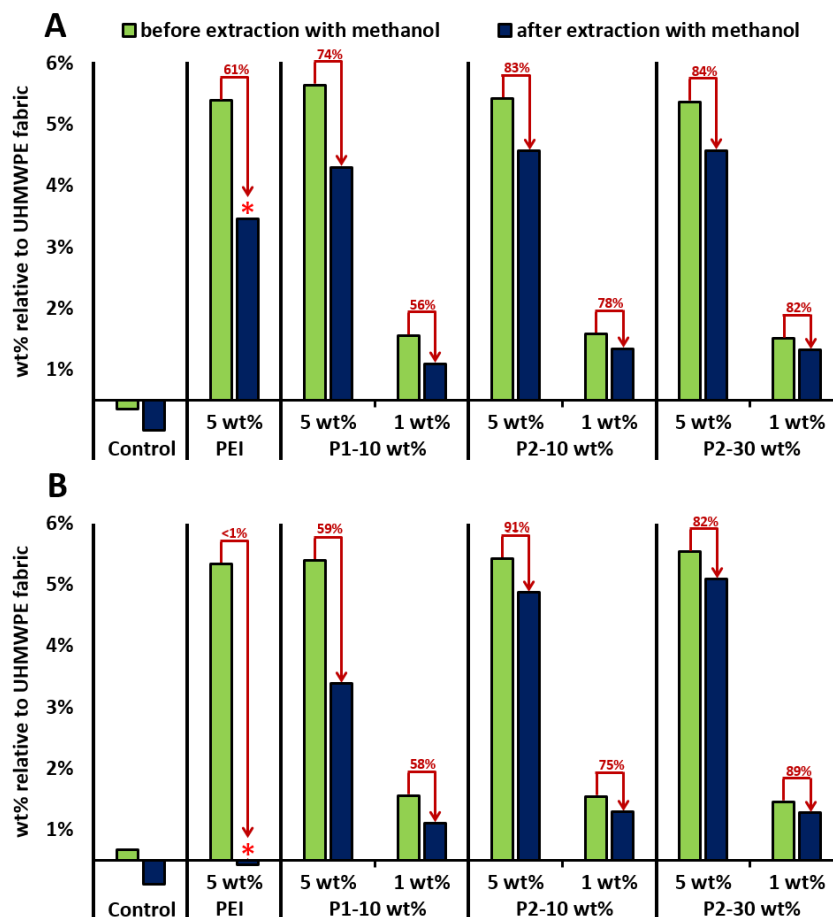 A
before extraction with methanol
after extraction with methanol
wt% relative to UHMWPE fabric
6%
5%
4%
3%
2%
1%
61%
*
74%
56%
83%
78%
84%
82%
5 wt%
5 wt%
1 wt%
5 wt%
1 wt%
5 wt%
1 wt%
Control
PEI
P1-10 wt%
P2-10 wt%
P2-30 wt%
B
wt% relative to UHMWPE fabric
6%
5%
4%
3%
2%
1%
<1%
*
59%
58%
91%
75%
82%
89%
5 wt%
5 wt%
1 wt%
5 wt%
1 wt%
5 wt%
1 wt%
Control
PEI
P1-10 wt%
P2-10 wt%
P2-30 wt%